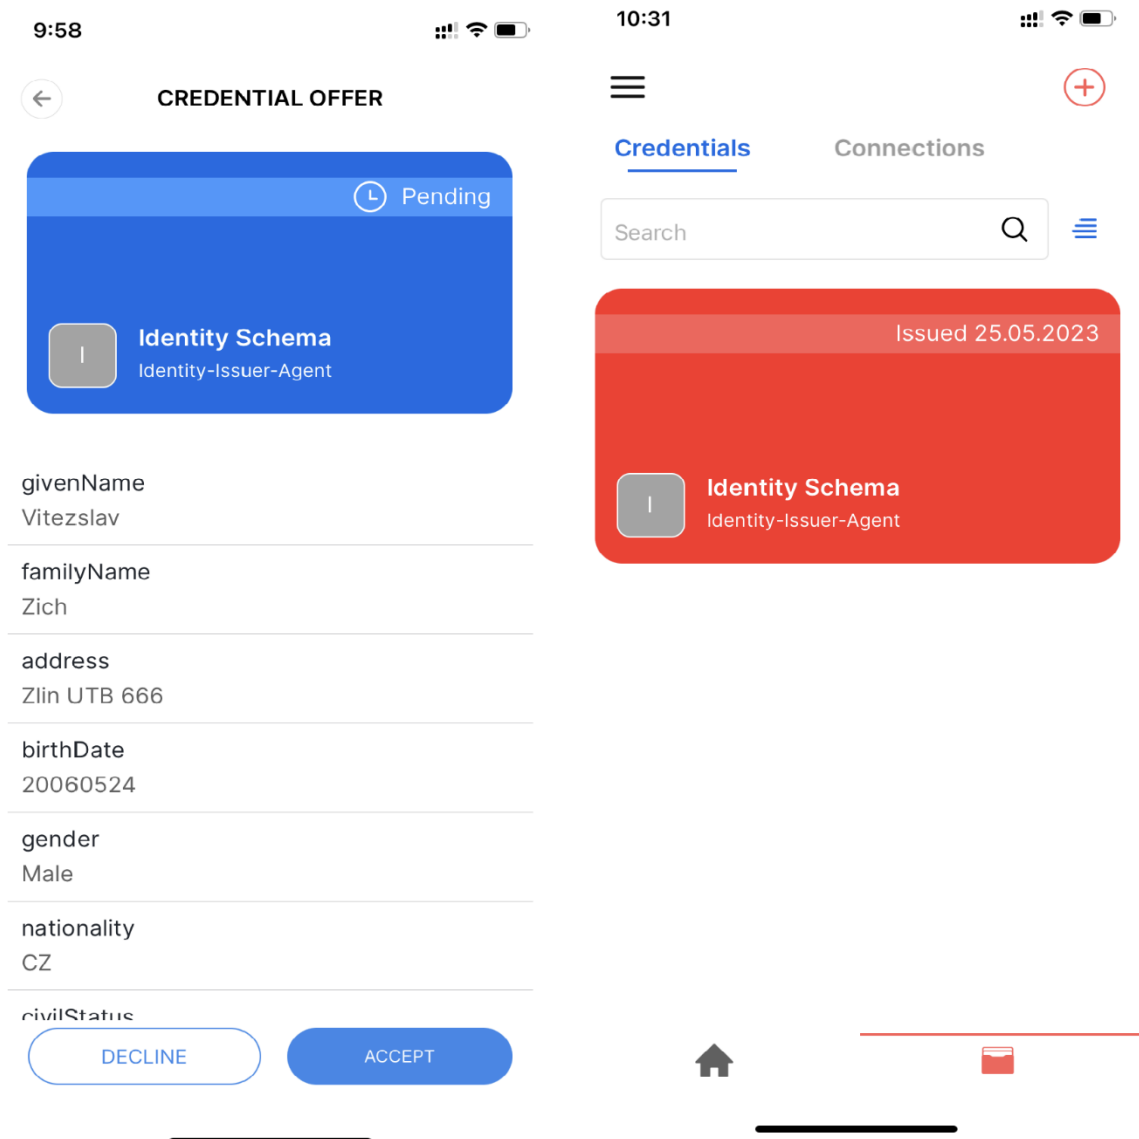 9:58
CREDENTIAL OFFER
Pending
I
Identity Schema
Identity-Issuer-Agent
givenName
Vitezslav
familyName
Zich
address
Zlin UTB 666
birthDate
20060524
gender
Male
nationality
CZ
civilStatus
DECLINE
ACCEPT
10:31
Credentials
Connections
Search
Issued 25.05.2023
I
Identity Schema
Identity-Issuer-Agent